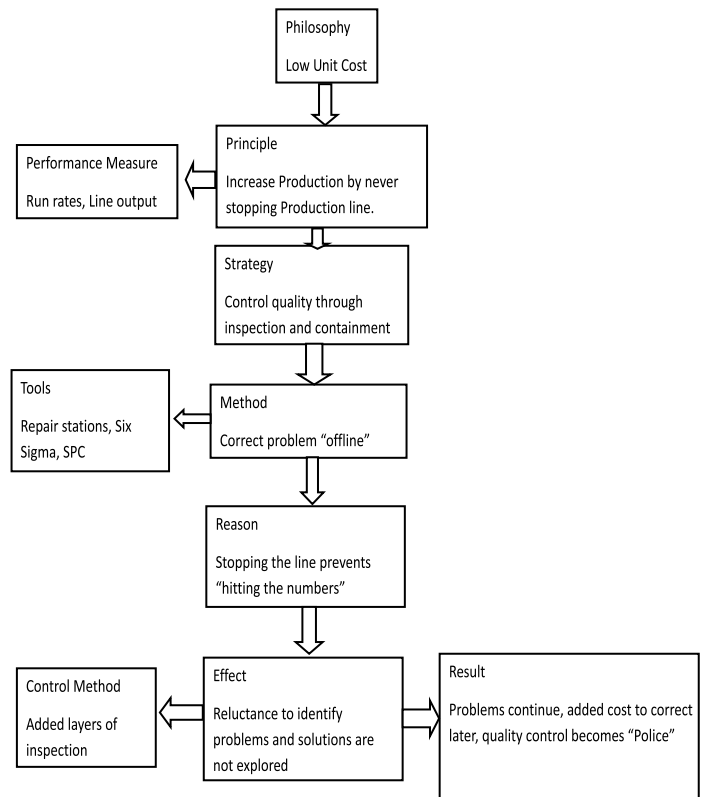 Philosophy
Low Unit Cost
Principle
Increase Production by never
stopping Production line.
Performance Measure
Run rates, Line output
Strategy
Control quality through
inspection and containment
Method
Correct problem “offline”
Tools
Repair stations, Six
Sigma, SPC
Reason
Stopping the line prevents
“hitting the numbers”
Effect
Reluctance to identify
problems and solutions are
not explored
Control Method
Added layers of
inspection
Result
Problems continue, added cost to correct
later, quality control becomes “Police”